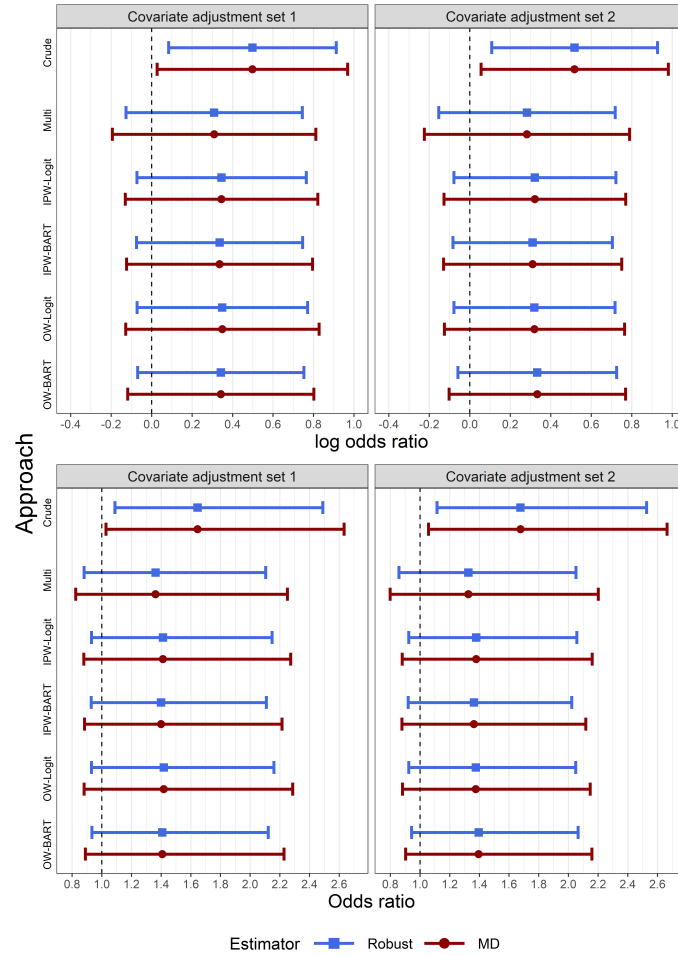 Covariate adjustment set 1 Covariate adjustment set 2
Crude
Multi
IPW-Logit
IPW-BART
OW-Logit
OW-BART
-0.4 -0.2 0.0 0.2 0.4 0.6 0.8 1.0 -0.4 -0.2 0.0 0.2 0.4 0.6 0.8 1.0
log odds ratio
Approach
Covariate adjustment set 1 Covariate adjustment set 2
Crude
Multi
IPW-Logit
IPW-BART
OW-Logit
OW-BART
0.8 1.0 1.2 1.4 1.6 1.8 2.0 2.2 2.4 2.6 0.8 1.0 1.2 1.4 1.6 1.8 2.0 2.2 2.4 2.6
Odds ratio
Estimator Robust MD